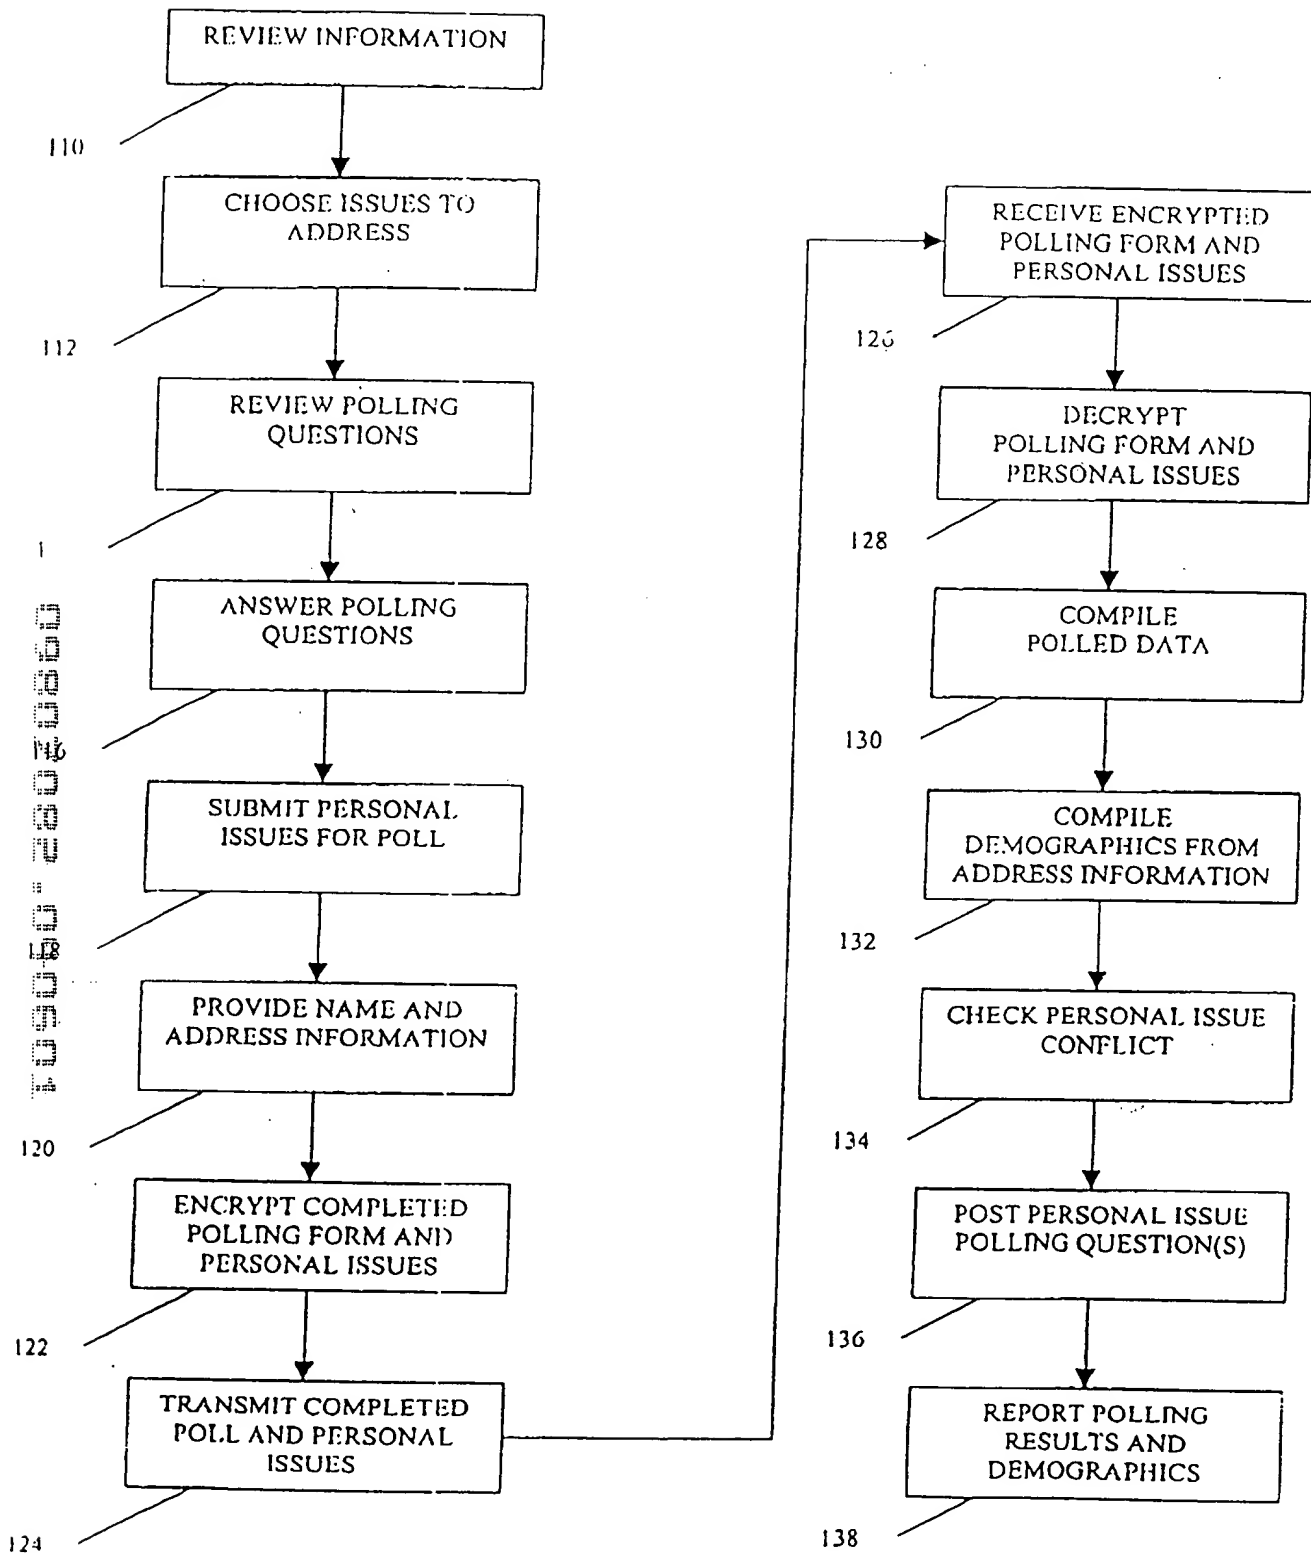 REVIEW INFORMATION
110
CHOOSE ISSUES TO
ADDRESS
112
REVIEW POLLING
QUESTIONS
1
ANSWER POLLING
QUESTIONS
SUBMIT PERSONAL
ISSUES FOR POLL
118
PROVIDE NAME AND
ADDRESS INFORMATION
120
ENCRYPT COMPLETED
POLLING FORM AND
PERSONAL ISSUES
122
TRANSMIT COMPLETED
POLL AND PERSONAL
ISSUES
124
RECEIVE ENCRYPTED
POLLING FORM AND
PERSONAL ISSUES
126
DECRYPT
POLLING FORM AND
PERSONAL ISSUES
128
COMPILE
POLLED DATA
130
COMPILE
DEMOGRAPHICS FROM
ADDRESS INFORMATION
132
CHECK PERSONAL ISSUE
CONFLICT
134
POST PERSONAL ISSUE
POLLING QUESTION(S)
136
REPORT POLLING
RESULTS AND
DEMOGRAPHICS
138